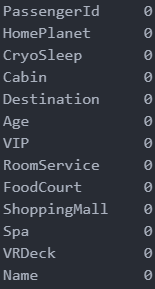 PassengerId 0
HomePlanet 0
CryoSleep 0
Cabin 0
Destination 0
Age 0
VIP 0
RoomService 0
FoodCourt 0
ShoppingMall 0
Spa 0
VRDeck 0
Name 0